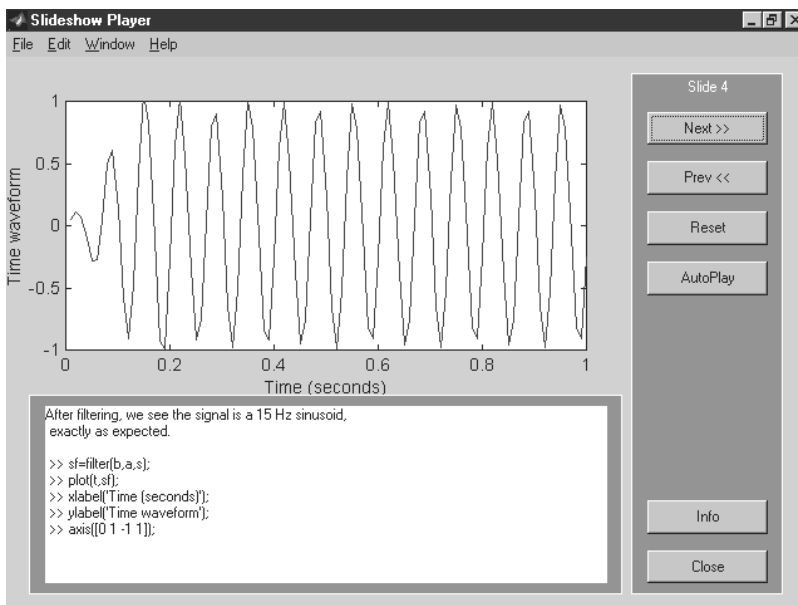 Slideshow Player
File Edit Window Help
Slide 4
Next >>
Prev <<
Reset
AutoPlay
Info
Close
1
0.5
0
-0.5
-1
Time waveform
0 0.2 0.4 0.6 0.8 1
Time (seconds)
After filtering, we see the signal is a 15 Hz sinusoid,
exactly as expected.
>> sf=filter(b,a,s);
>> plot(t,sf);
>> xlabel('Time (seconds)');
>> ylabel('Time waveform');
>> axis([0 1 -1 1]);